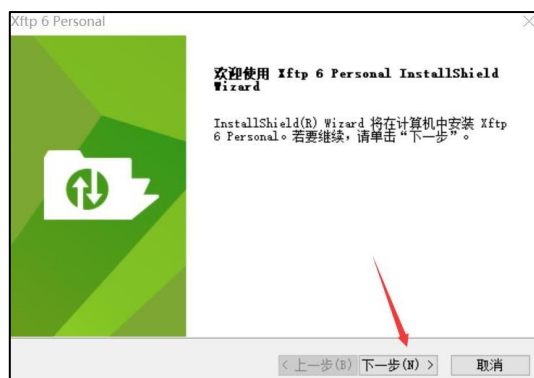 Xftp 6 Personal
欢迎使用 Xftp 6 Personal InstallShield
Wizard
InstallShield(R) Wizard 将在计算机中安装 Xftp
6 Personal。若要继续，请单击“下一步”。
< 上一步(B) 下一步(N) > 取消